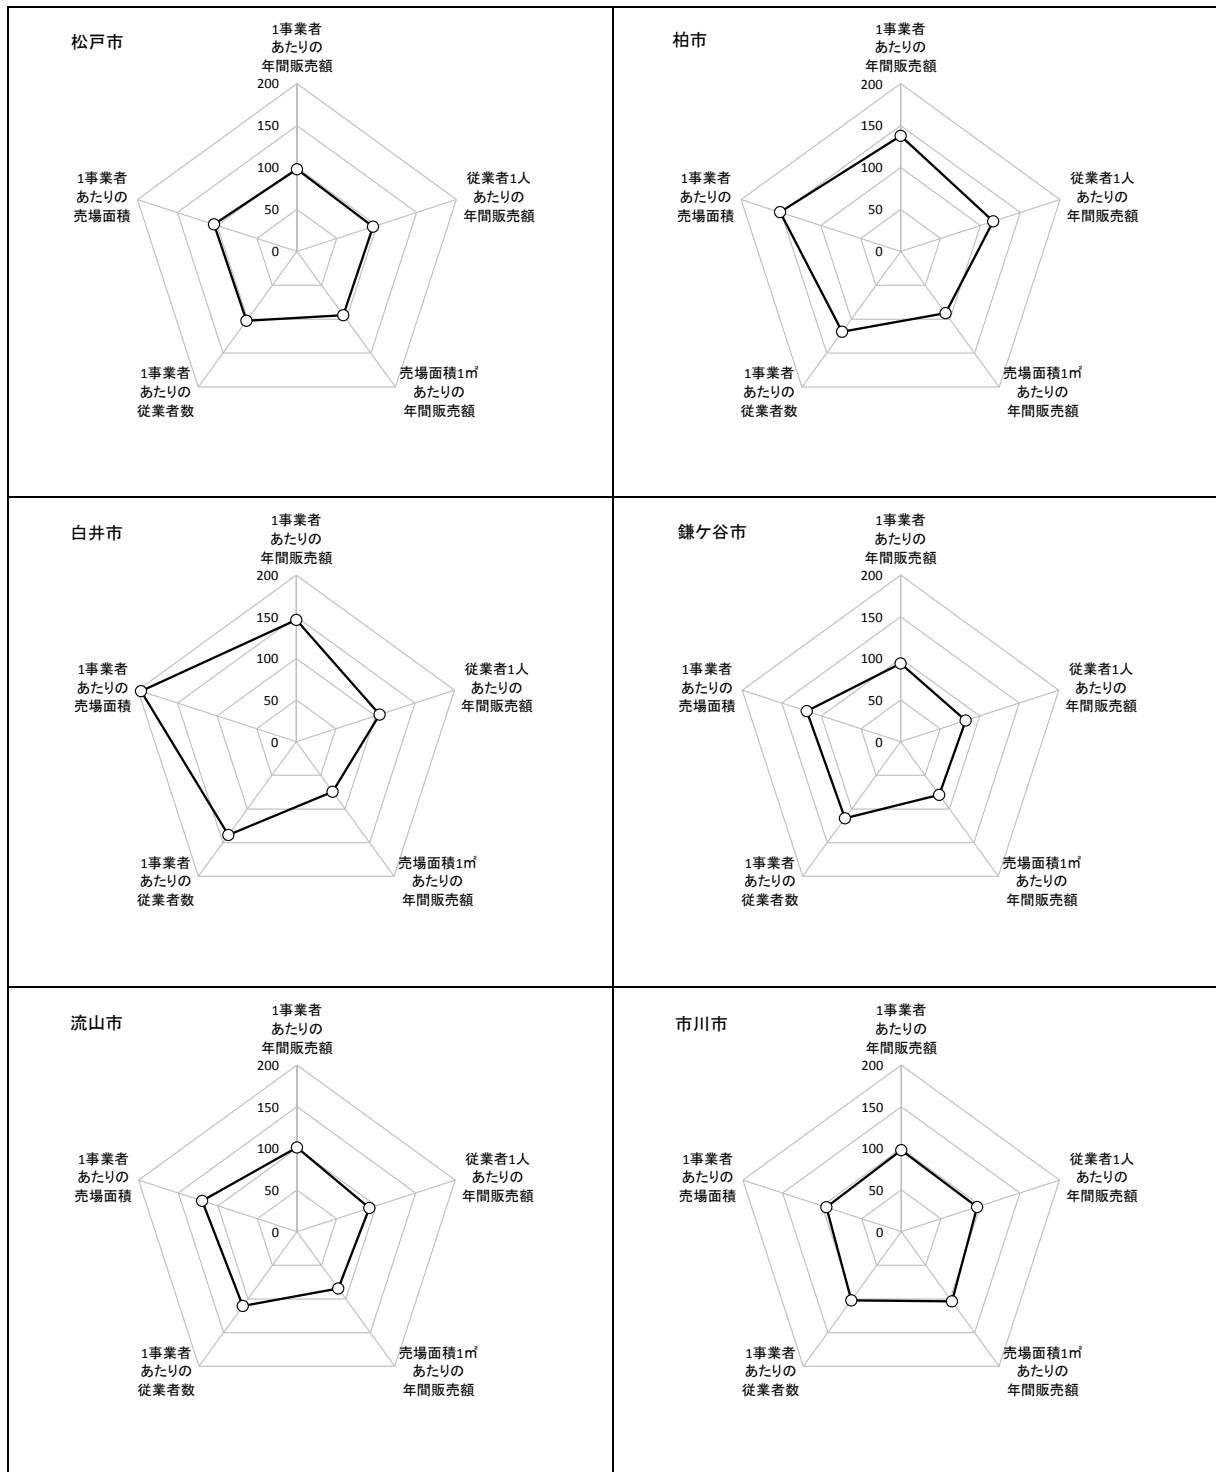 松戸市
1事業者
あたりの
年間販売額
200
150
100
50
0
従業者1人
あたりの
年間販売額
売場面積1㎡
あたりの
年間販売額
1事業者
あたりの
従業者数
1事業者
あたりの
売場面積
柏市
1事業者
あたりの
年間販売額
200
150
100
50
0
従業者1人
あたりの
年間販売額
売場面積1㎡
あたりの
年間販売額
1事業者
あたりの
従業者数
1事業者
あたりの
売場面積
白井市
1事業者
あたりの
年間販売額
200
150
100
50
0
従業者1人
あたりの
年間販売額
売場面積1㎡
あたりの
年間販売額
1事業者
あたりの
従業者数
1事業者
あたりの
売場面積
鎌ケ谷市
1事業者
あたりの
年間販売額
200
150
100
50
0
従業者1人
あたりの
年間販売額
売場面積1㎡
あたりの
年間販売額
1事業者
あたりの
従業者数
1事業者
あたりの
売場面積
流山市
1事業者
あたりの
年間販売額
200
150
100
50
0
従業者1人
あたりの
年間販売額
売場面積1㎡
あたりの
年間販売額
1事業者
あたりの
従業者数
1事業者
あたりの
売場面積
市川市
1事業者
あたりの
年間販売額
200
150
100
50
0
従業者1人
あたりの
年間販売額
売場面積1㎡
あたりの
年間販売額
1事業者
あたりの
従業者数
1事業者
あたりの
売場面積